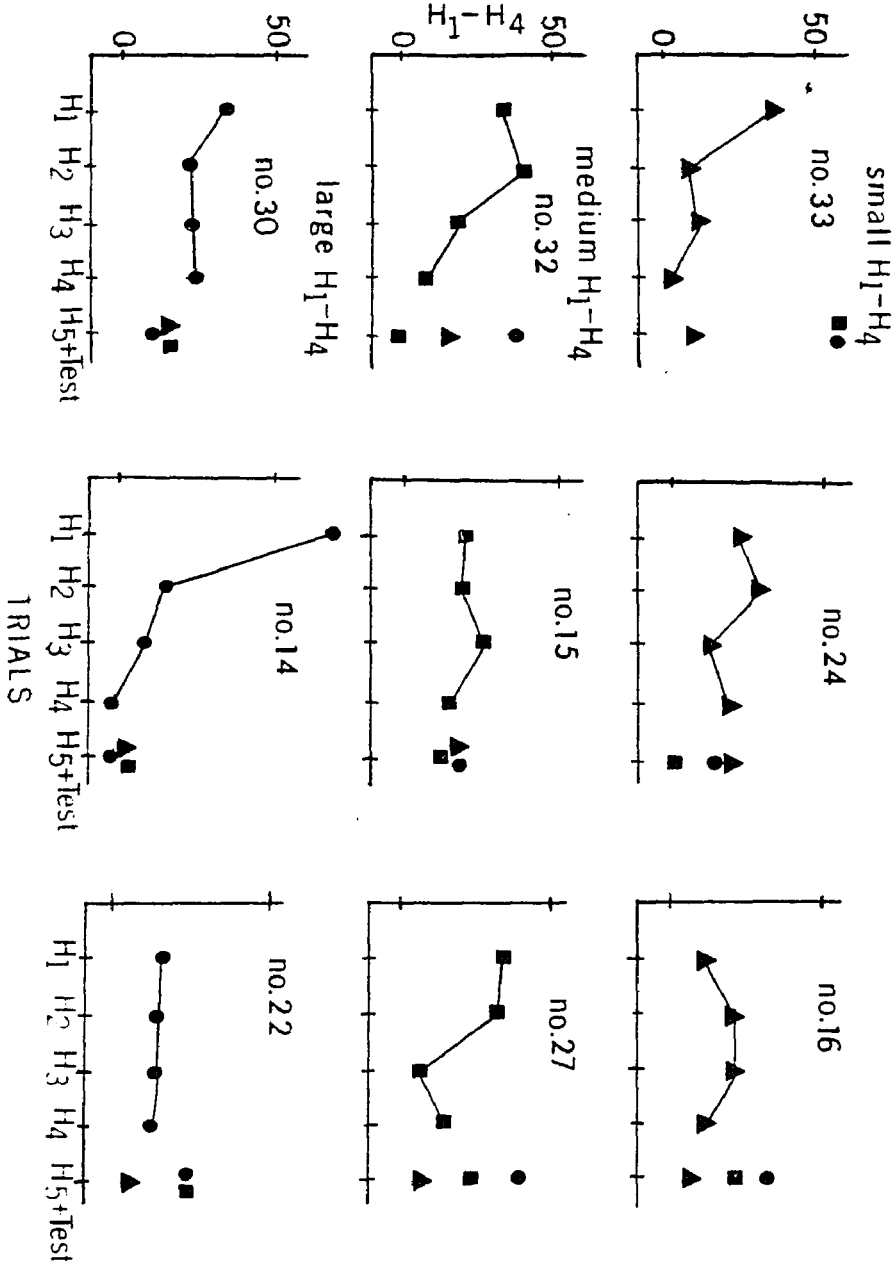 small H₁–H₄
50
no.33 no.24 no.16
0
medium H₁–H₄
50
no.32 no.15 no.27
H₁–H₄
0
large H₁–H₄
50
no.30 no.14 no.22
0
H₁ H₂ H₃ H₄ H₅+Test H₁ H₂ H₃ H₄ H₅+Test H₁ H₂ H₃ H₄ H₅+Test
TRIALS